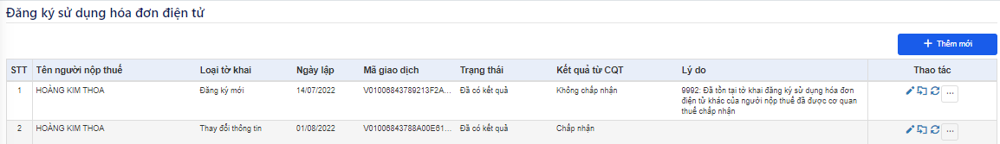 Đăng ký sử dụng hóa đơn điện tử
+ Thêm mới
STT Tên người nộp thuế Loại tờ khai Ngày lập Mã giao dịch Trạng thái Kết quả từ CQT Lý do Thao tác
1 HOÀNG KIM THOA Đăng ký mới 14/07/2022 V01006843789213F2A... Đã có kết quả Không chấp nhận 9992: Đã tồn tại tờ khai đăng ký sử dụng hóa đơn
điện tử khác của người nộp thuế đã được cơ quan
thuế chấp nhận
2 HOÀNG KIM THOA Thay đổi thông tin 01/08/2022 V01006843788A00E61... Đã có kết quả Chấp nhận